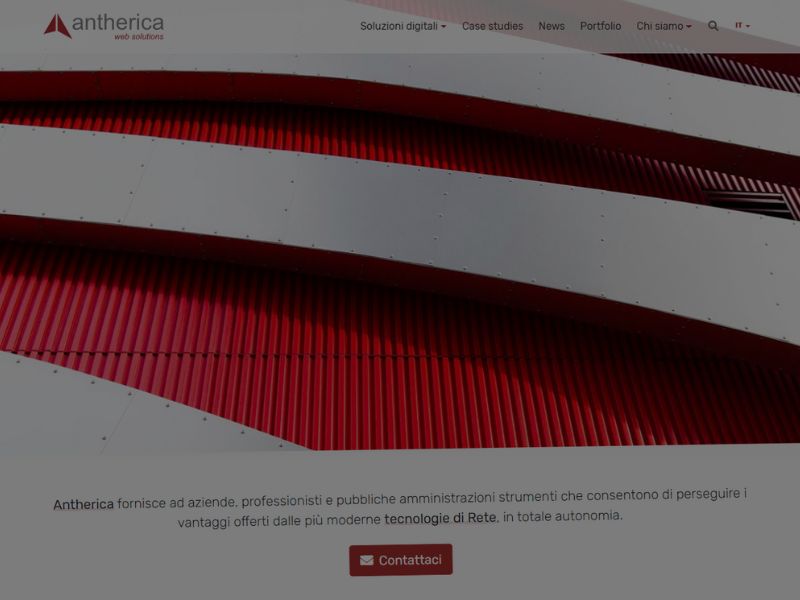 antherica
web solutions
Soluzioni digitali Case studies News Portfolio Chi siamo IT
Antherica fornisce ad aziende, professionisti e pubbliche amministrazioni strumenti che consentono di perseguire i
vantaggi offerti dalle più moderne tecnologie di Rete, in totale autonomia.
Contattaci